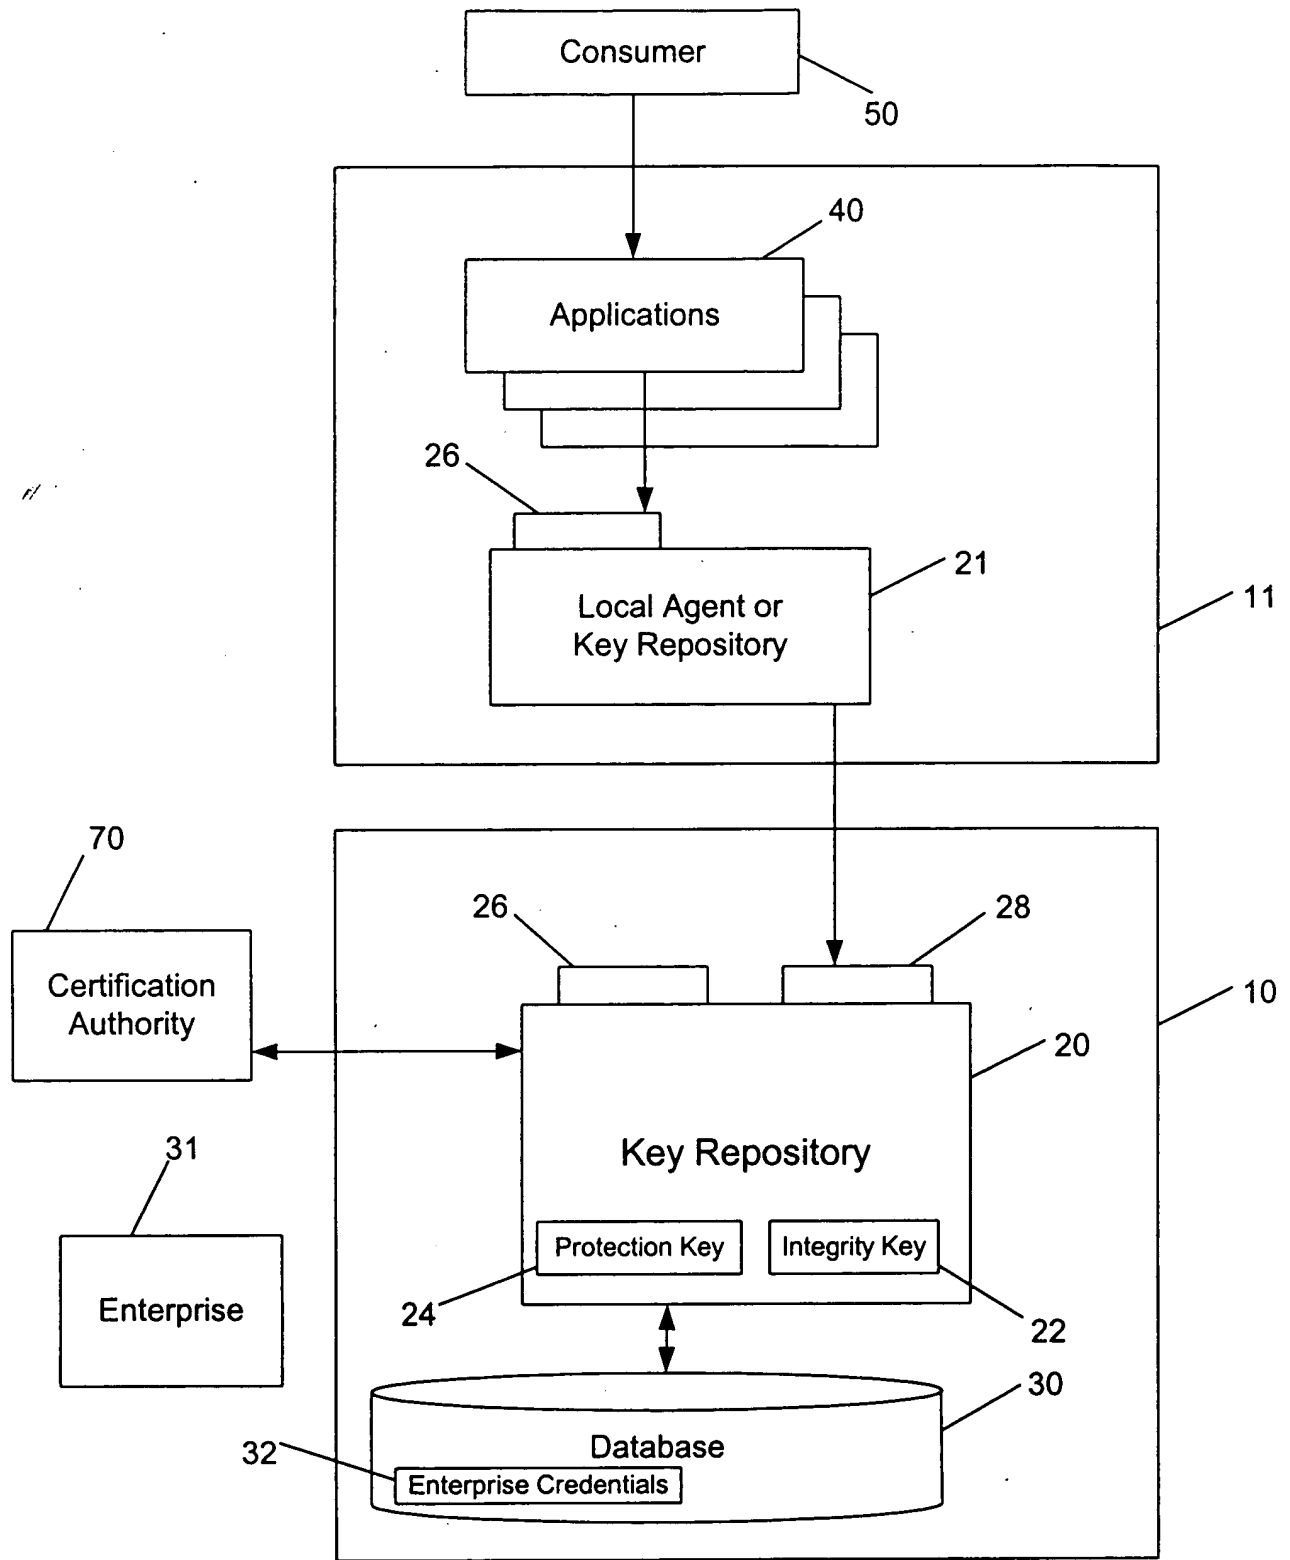 Consumer
50
40
Applications
26
21
Local Agent or
Key Repository
11
70
26
28
Certification
Authority
10
20
Key Repository
31
Protection Key
Integrity Key
Enterprise
24
22
30
Database
32
Enterprise Credentials